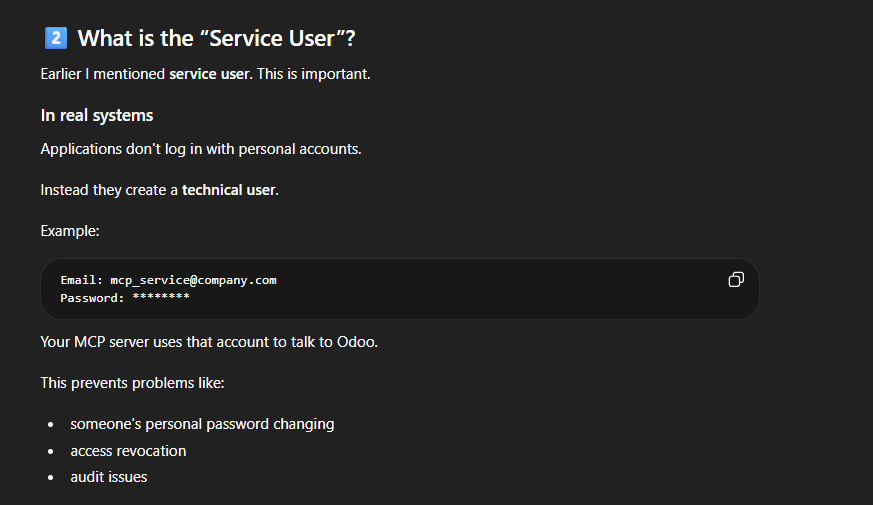 2 What is the “Service User”?
Earlier I mentioned service user. This is important.
In real systems
Applications don't log in with personal accounts.
Instead they create a technical user.
Example:
Email: mcp_service@company.com
Password: ********
Your MCP server uses that account to talk to Odoo.
This prevents problems like:
• someone's personal password changing
• access revocation
• audit issues